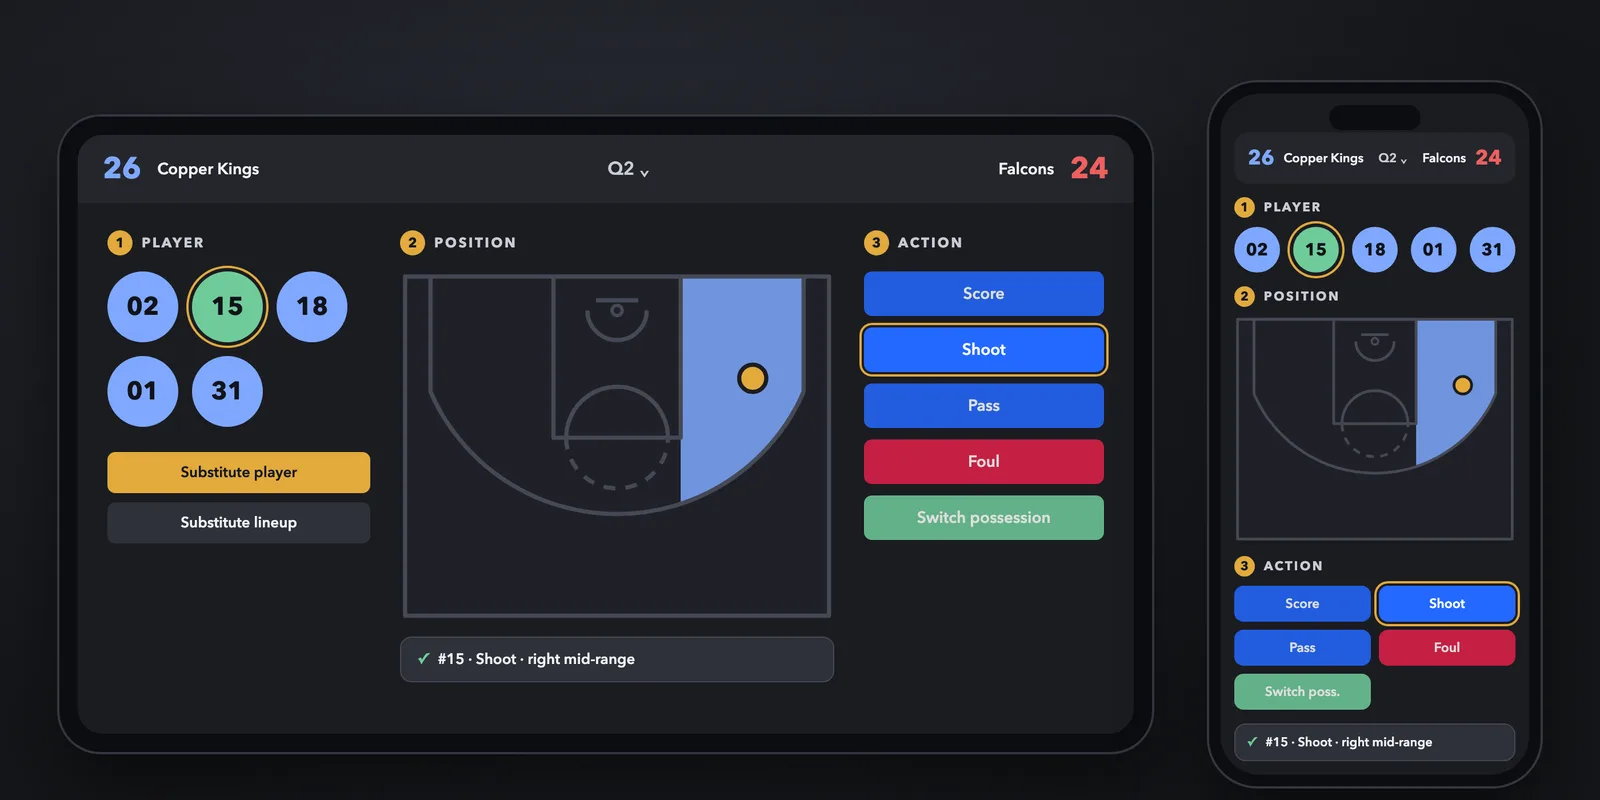 26 Copper Kings Q2 Falcons 24
1 PLAYER
02 15 18
01 31
Substitute player
Substitute lineup
2 POSITION
✓ #15 · Shoot · right mid-range
3 ACTION
Score
Shoot
Pass
Foul
Switch possession
26 Copper Kings Q2 Falcons 24
1 PLAYER
02 15 18 01 31
2 POSITION
3 ACTION
Score Shoot
Pass Foul
Switch poss.
✓ #15 · Shoot · right mid-range